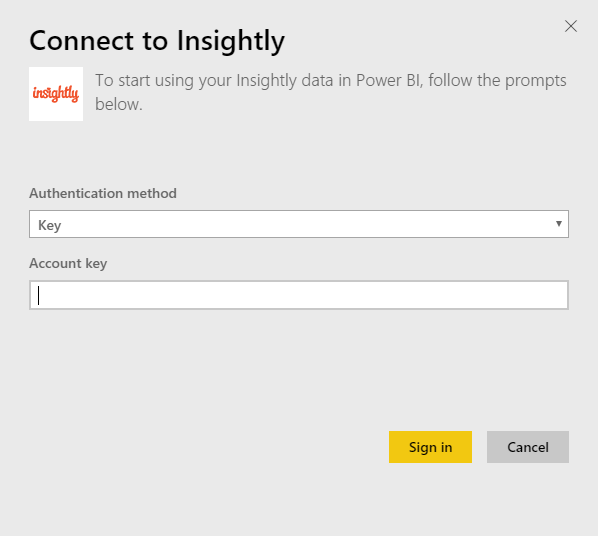 Connect to Insightly
insightly
To start using your Insightly data in Power BI, follow the prompts
below.
Authentication method
Key
Account key
Sign in
Cancel